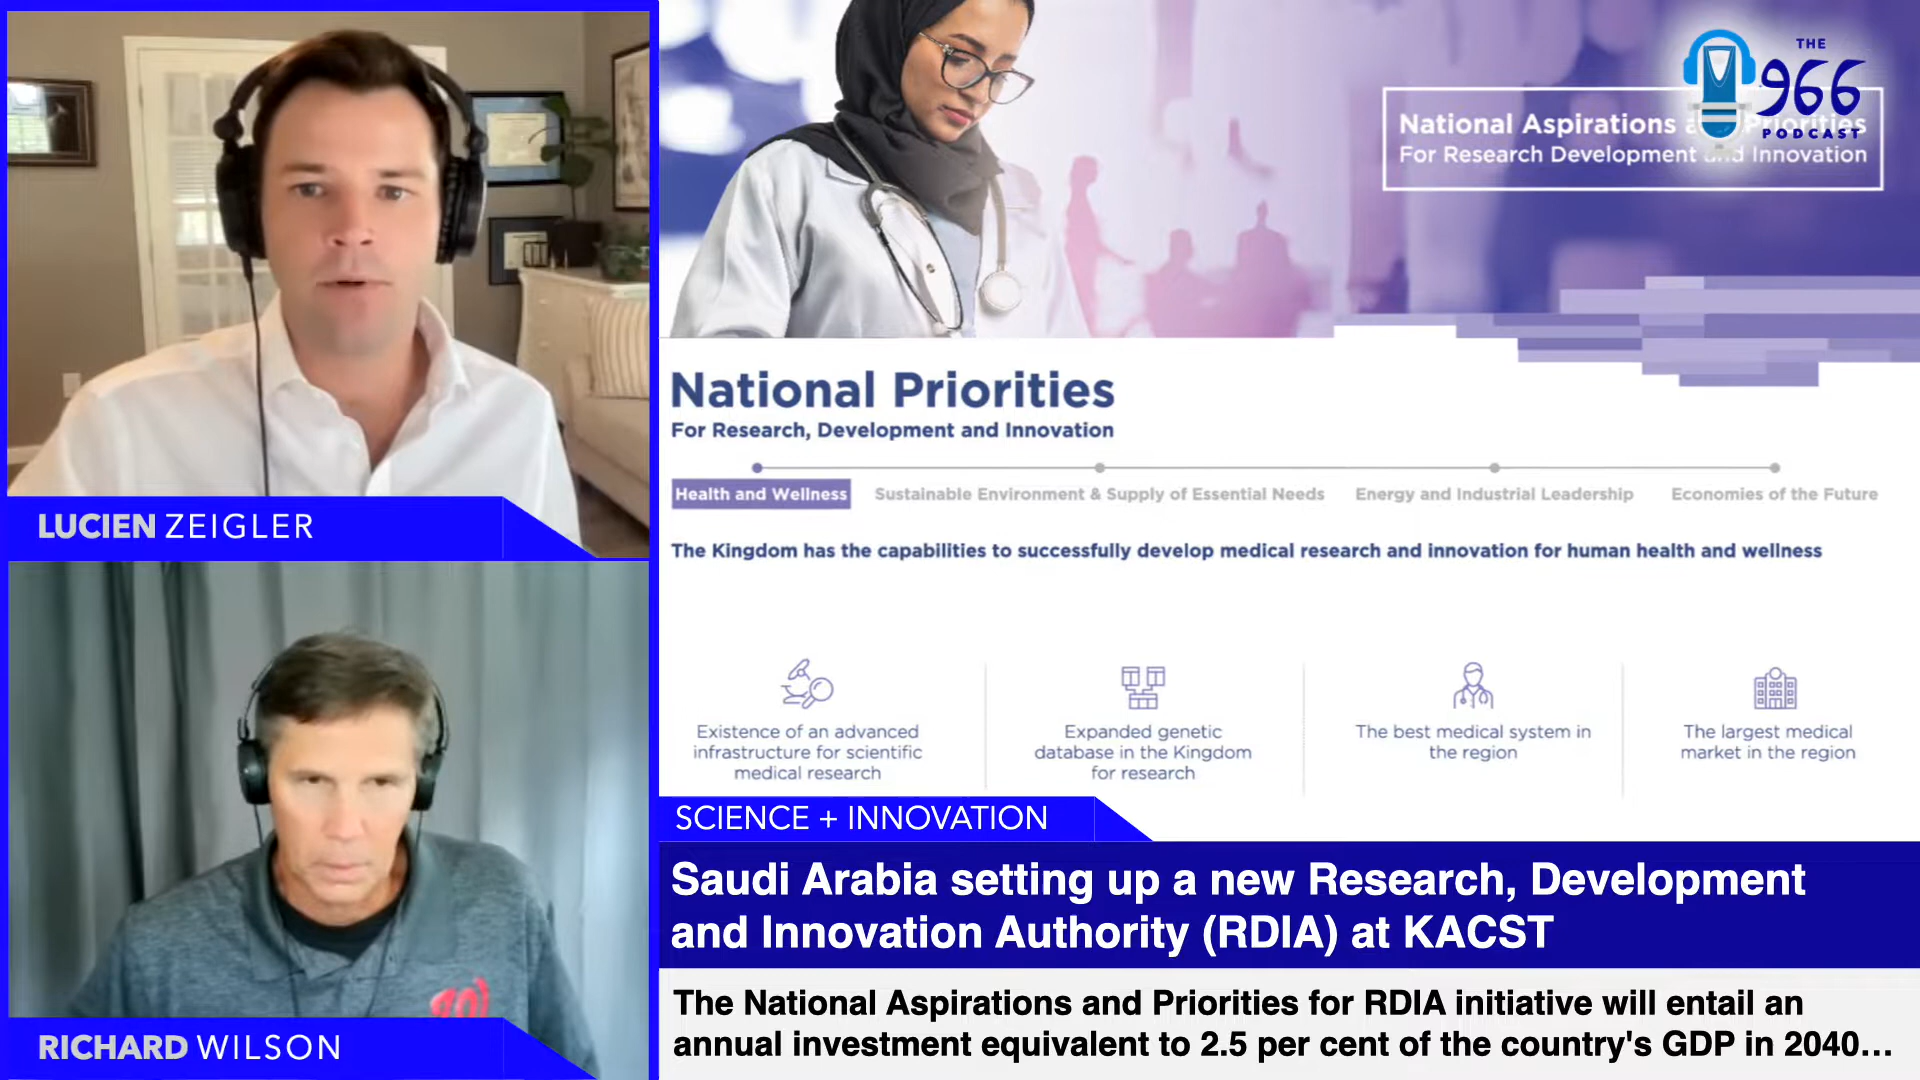 LUCIEN ZEIGLER
RICHARD WILSON
THE
966
PODCAST
National Aspirations and Priorities
For Research Development and Innovation
National Priorities
For Research, Development and Innovation
Health and Wellness
Sustainable Environment & Supply of Essential Needs
Energy and Industrial Leadership
Economies of the Future
The Kingdom has the capabilities to successfully develop medical research and innovation for human health and wellness
Existence of an advanced
infrastructure for scientific
medical research
Expanded genetic
database in the Kingdom
for research
The best medical system in
the region
The largest medical
market in the region
SCIENCE + INNOVATION
Saudi Arabia setting up a new Research, Development
and Innovation Authority (RDIA) at KACST
The National Aspirations and Priorities for RDIA initiative will entail an
annual investment equivalent to 2.5 per cent of the country's GDP in 2040...